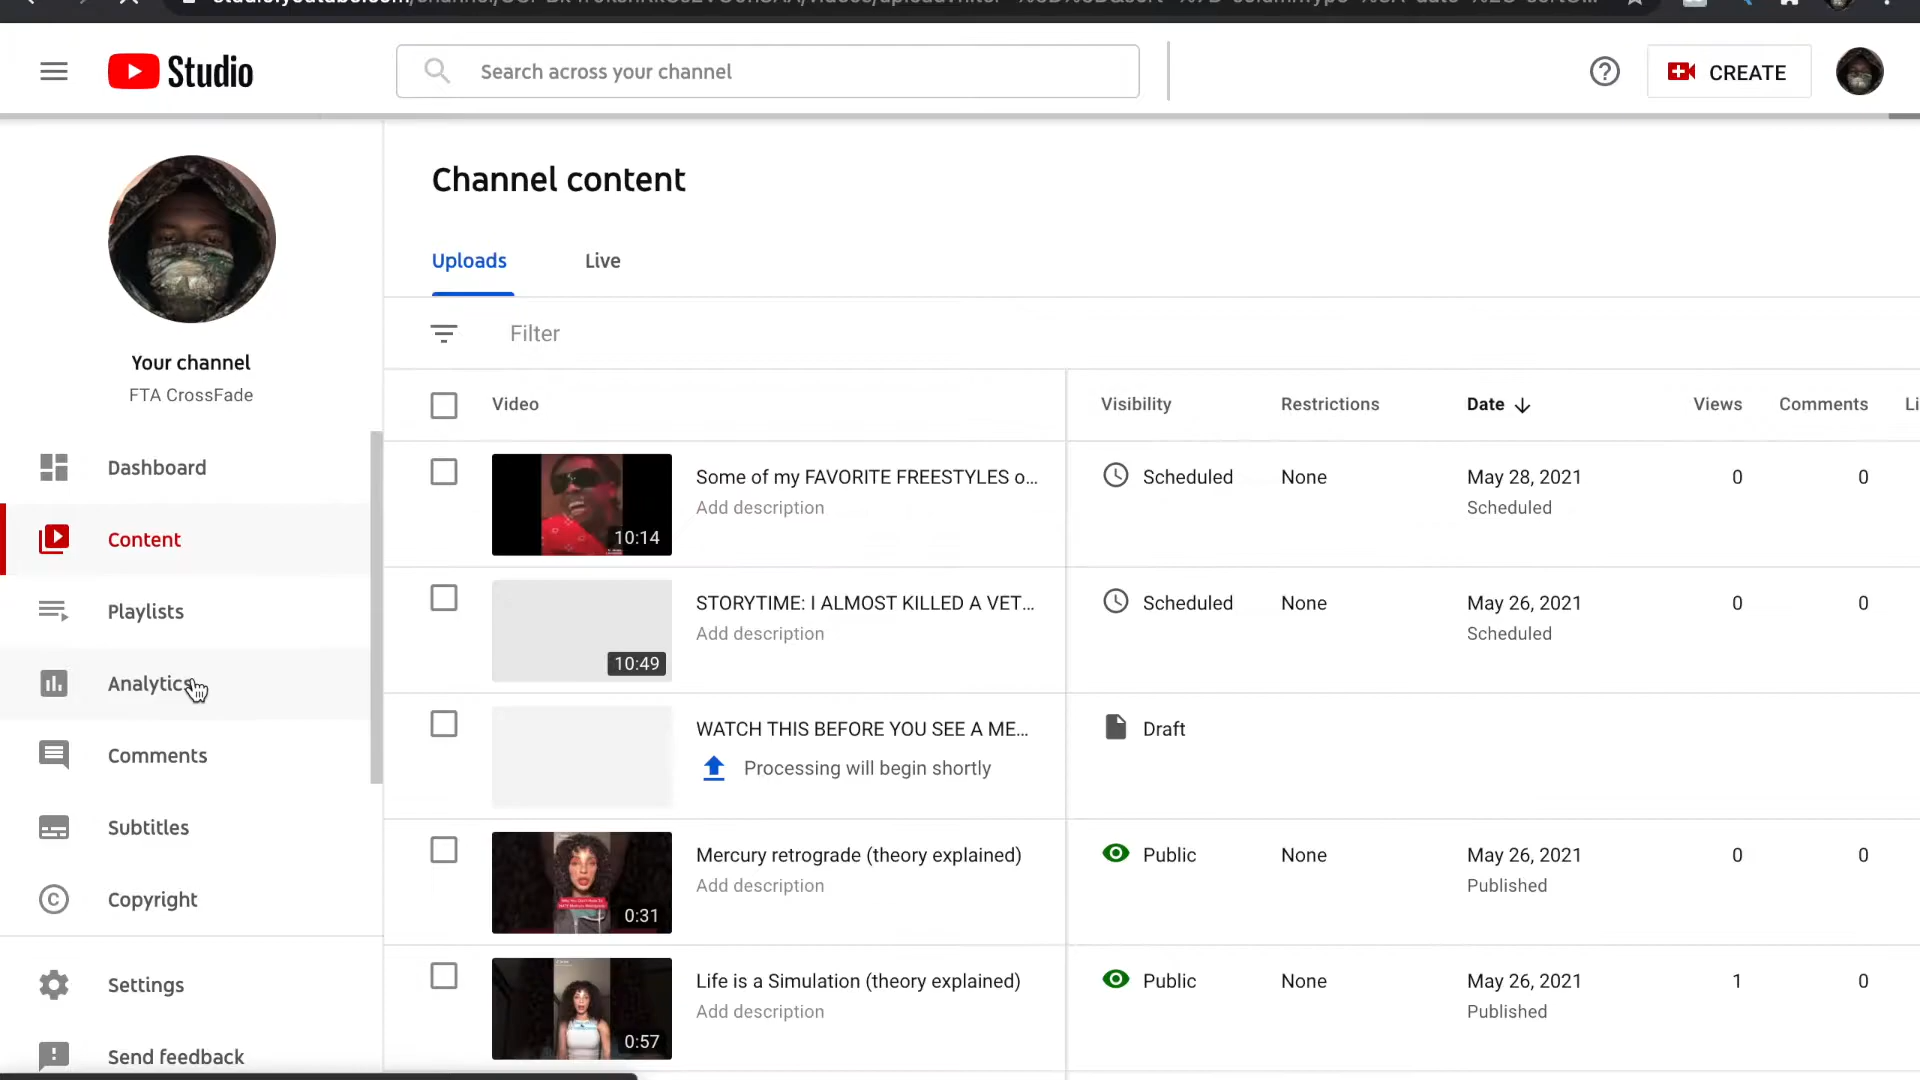 Studio
Search across your channel
CREATE
Channel content
Uploads
Live
Filter
Your channel
FTA CrossFade
Dashboard
Content
Playlists
Analytics
Comments
Subtitles
Copyright
Settings
Send feedback
Video
Visibility
Restrictions
Date
Views
Comments
Li
Some of my FAVORITE FREESTYLES o...
Add description
10:14
Scheduled
None
May 28, 2021
Scheduled
0
0
STORYTIME: I ALMOST KILLED A VET...
Add description
10:49
Scheduled
None
May 26, 2021
Scheduled
0
0
WATCH THIS BEFORE YOU SEE A ME...
Processing will begin shortly
Draft
Mercury retrograde (theory explained)
Add description
0:31
Public
None
May 26, 2021
Published
0
0
Life is a Simulation (theory explained)
Add description
0:57
Public
None
May 26, 2021
Published
1
0